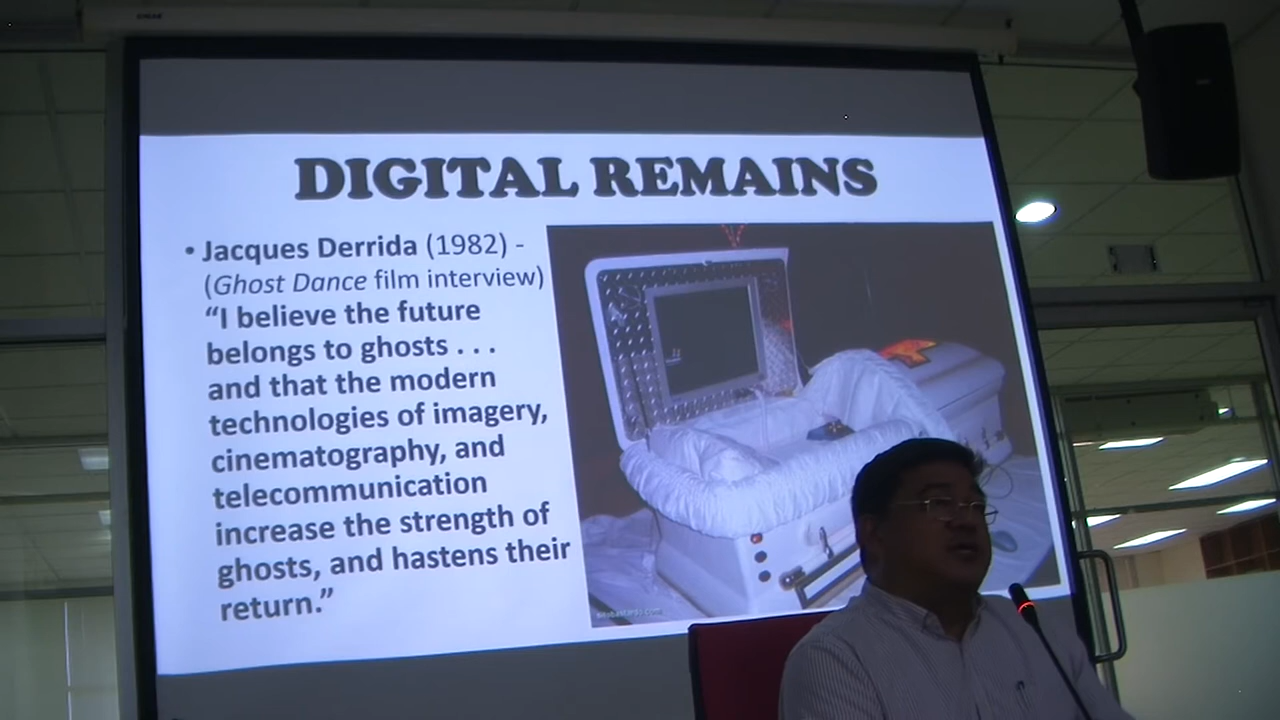 DIGITAL REMAINS
• Jacques Derrida (1982) -
(Ghost Dance film interview)
“I believe the future
belongs to ghosts . . .
and that the modern
technologies of imagery,
cinematography, and
telecommunication
increase the strength of
ghosts, and hastens their
return.”